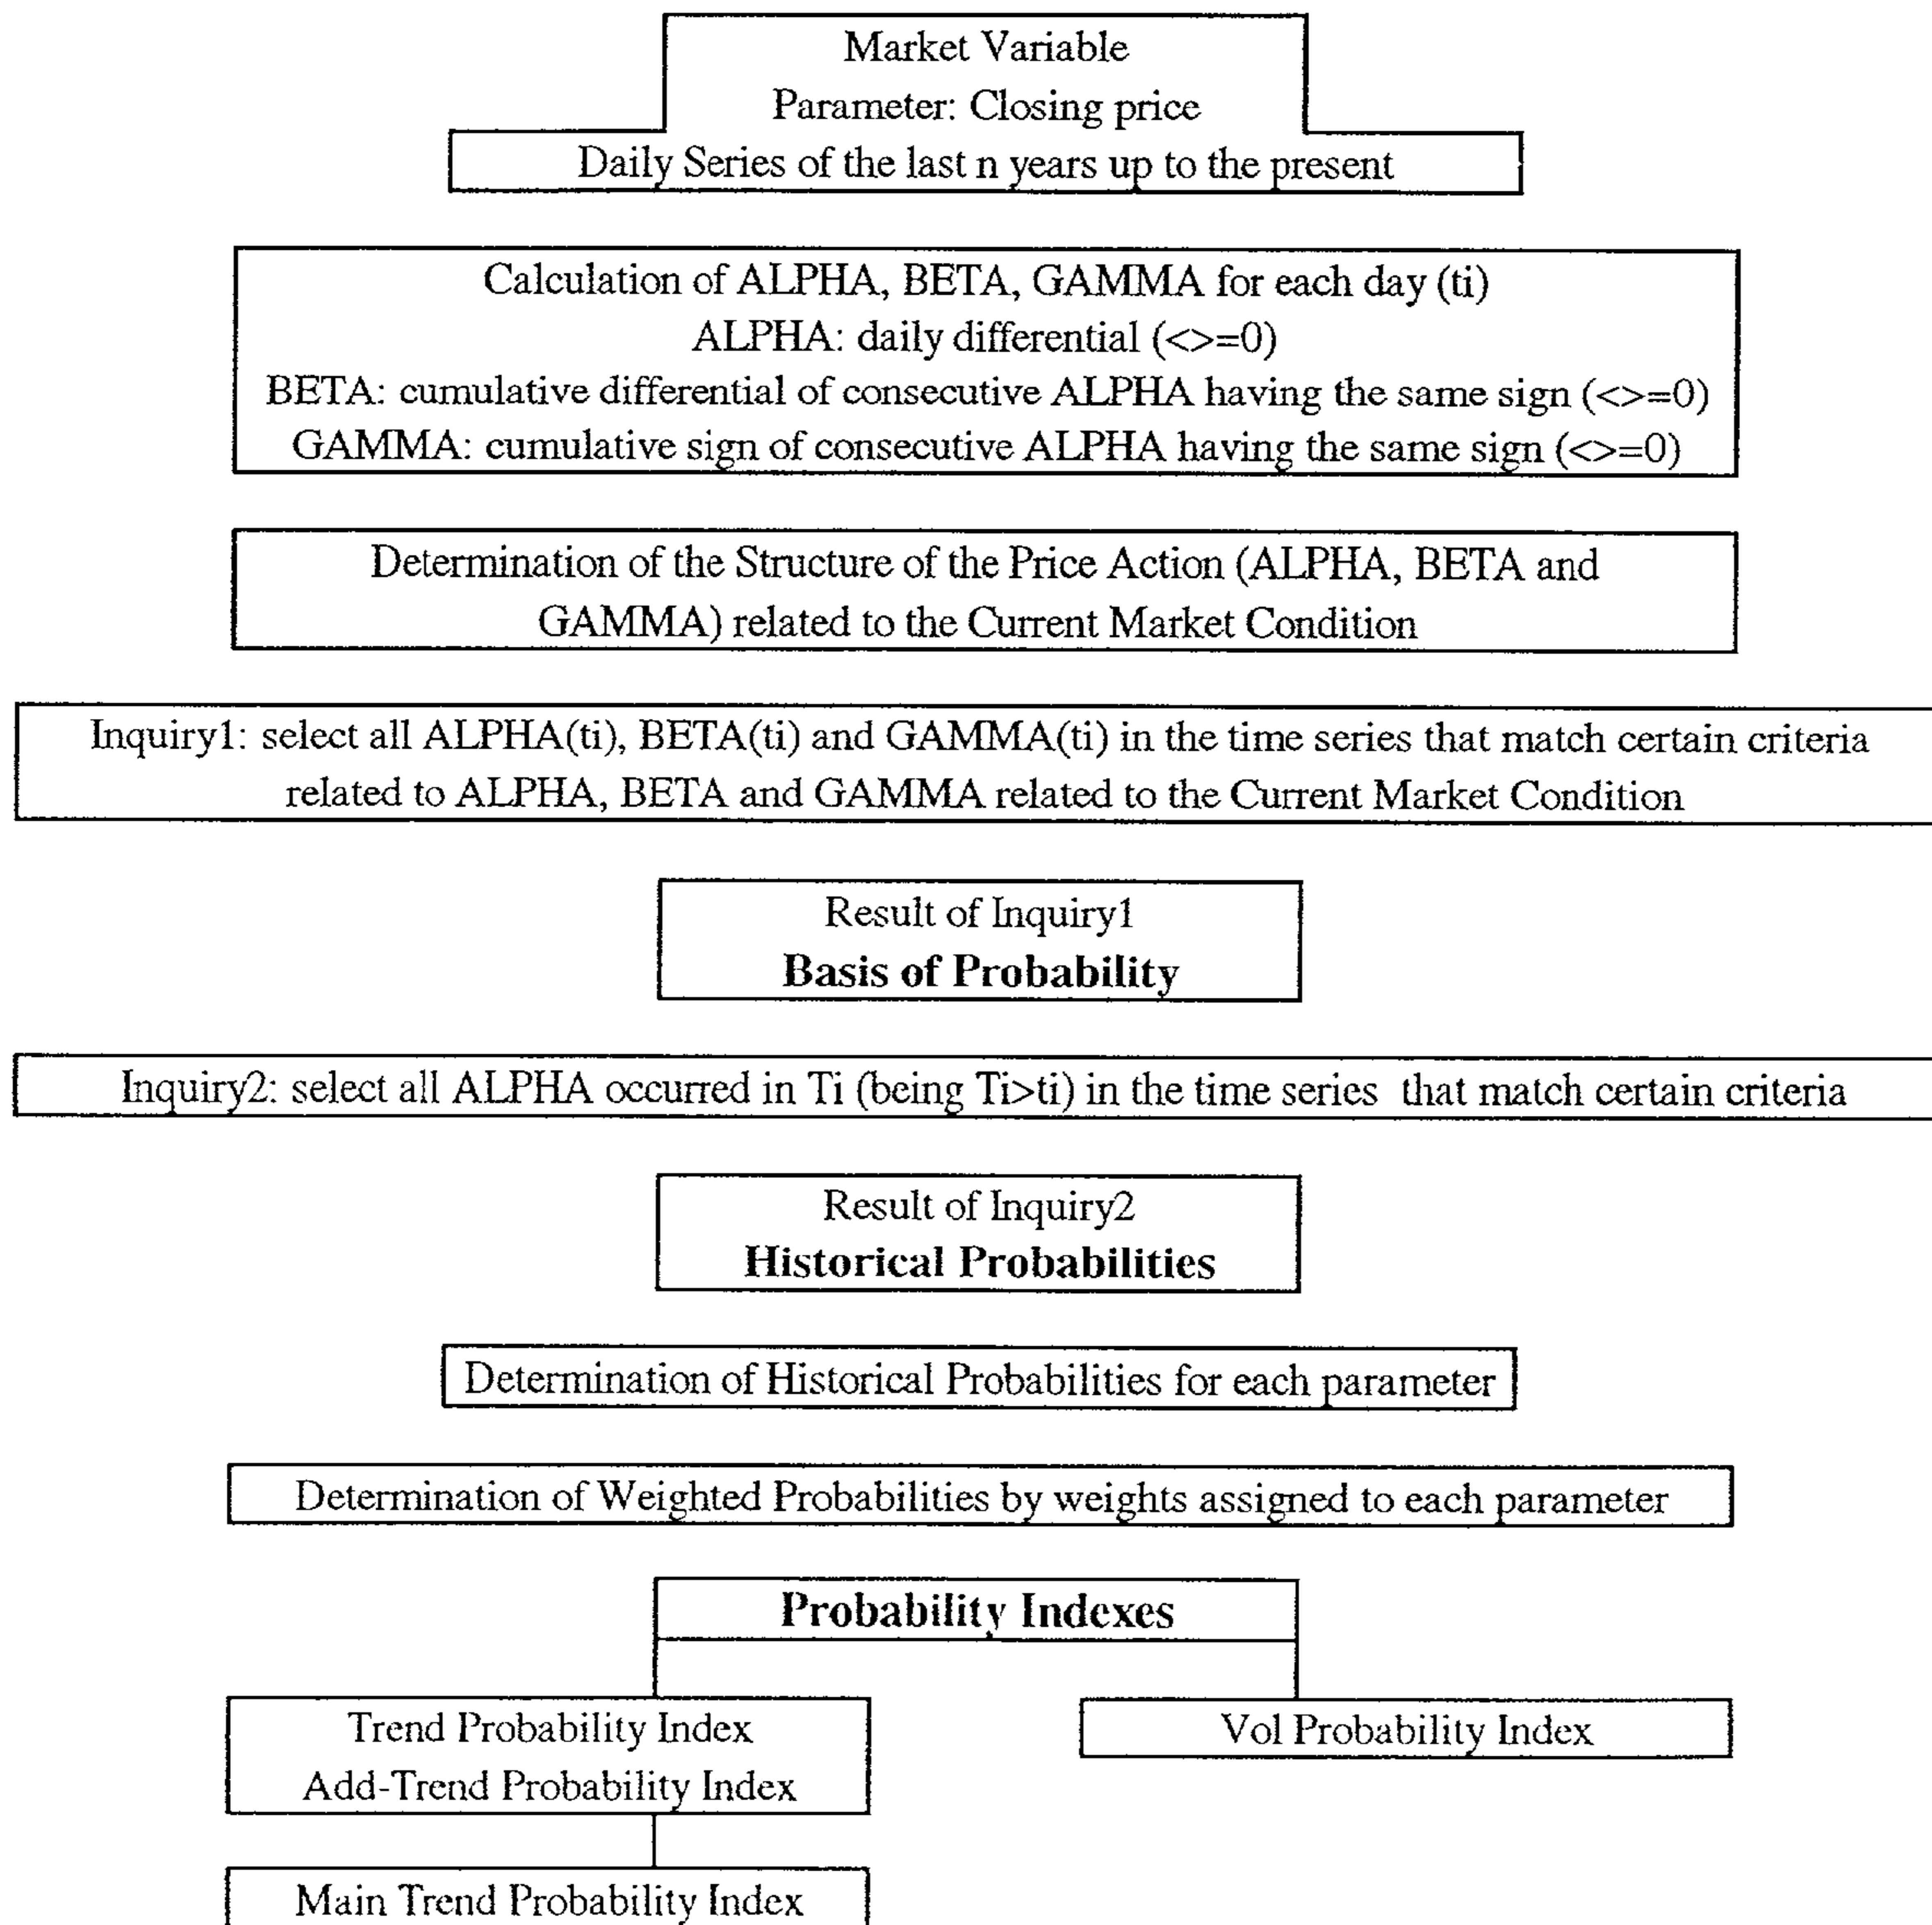 Market Variable
Parameter: Closing price
Daily Series of the last n years up to the present
Calculation of ALPHA, BETA, GAMMA for each day (ti)
ALPHA: daily differential (<>=0)
BETA: cumulative differential of consecutive ALPHA having the same sign (<>=0)
GAMMA: cumulative sign of consecutive ALPHA having the same sign (<>=0)
Determination of the Structure of the Price Action (ALPHA, BETA and
GAMMA) related to the Current Market Condition
Inquiry1: select all ALPHA(ti), BETA(ti) and GAMMA(ti) in the time series that match certain criteria
related to ALPHA, BETA and GAMMA related to the Current Market Condition
Result of Inquiry1
Basis of Probability
Inquiry2: select all ALPHA occurred in Ti (being Ti>ti) in the time series that match certain criteria
Result of Inquiry2
Historical Probabilities
Determination of Historical Probabilities for each parameter
Determination of Weighted Probabilities by weights assigned to each parameter
Probability Indexes
Trend Probability Index
Add-Trend Probability Index
Vol Probability Index
Main Trend Probability Index